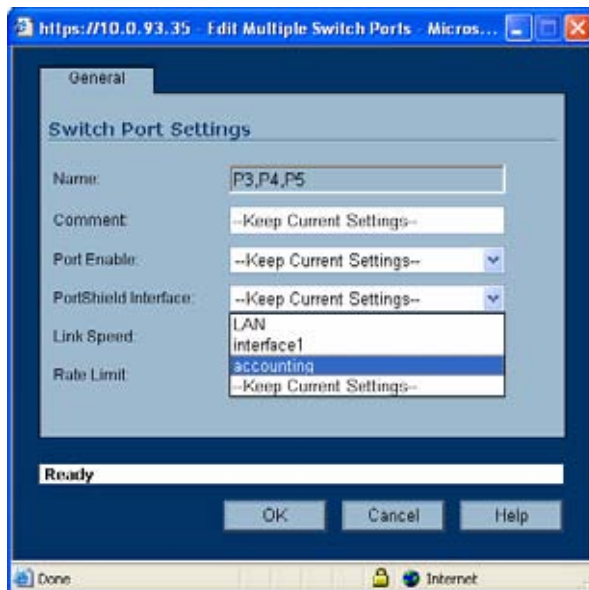 https://10.0.93.35 - Edit Multiple Switch Ports - Micros...
General
Switch Port Settings
Name: P3,P4,P5
Comment: --Keep Current Settings--
Port Enable: --Keep Current Settings--
PortShield Interface: --Keep Current Settings--
LAN
Link Speed: interface1
accounting
Rate Limit: --Keep Current Settings--
Ready
OK Cancel Help
Done Internet